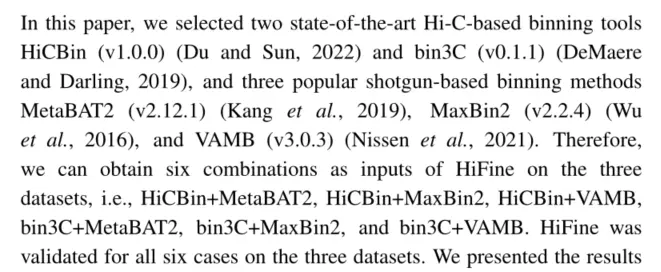 In this paper, we selected two state-of-the-art Hi-C-based binning tools
HiCBin (v1.0.0) (Du and Sun, 2022) and bin3C (v0.1.1) (DeMaere
and Darling, 2019), and three popular shotgun-based binning methods
MetaBAT2 (v2.12.1) (Kang et al., 2019), MaxBin2 (v2.2.4) (Wu
et al., 2016), and VAMB (v3.0.3) (Nissen et al., 2021). Therefore,
we can obtain six combinations as inputs of HiFine on the three
datasets, i.e., HiCBin+MetaBAT2, HiCBin+MaxBin2, HiCBin+VAMB,
bin3C+MetaBAT2, bin3C+MaxBin2, and bin3C+VAMB. HiFine was
validated for all six cases on the three datasets. We presented the results